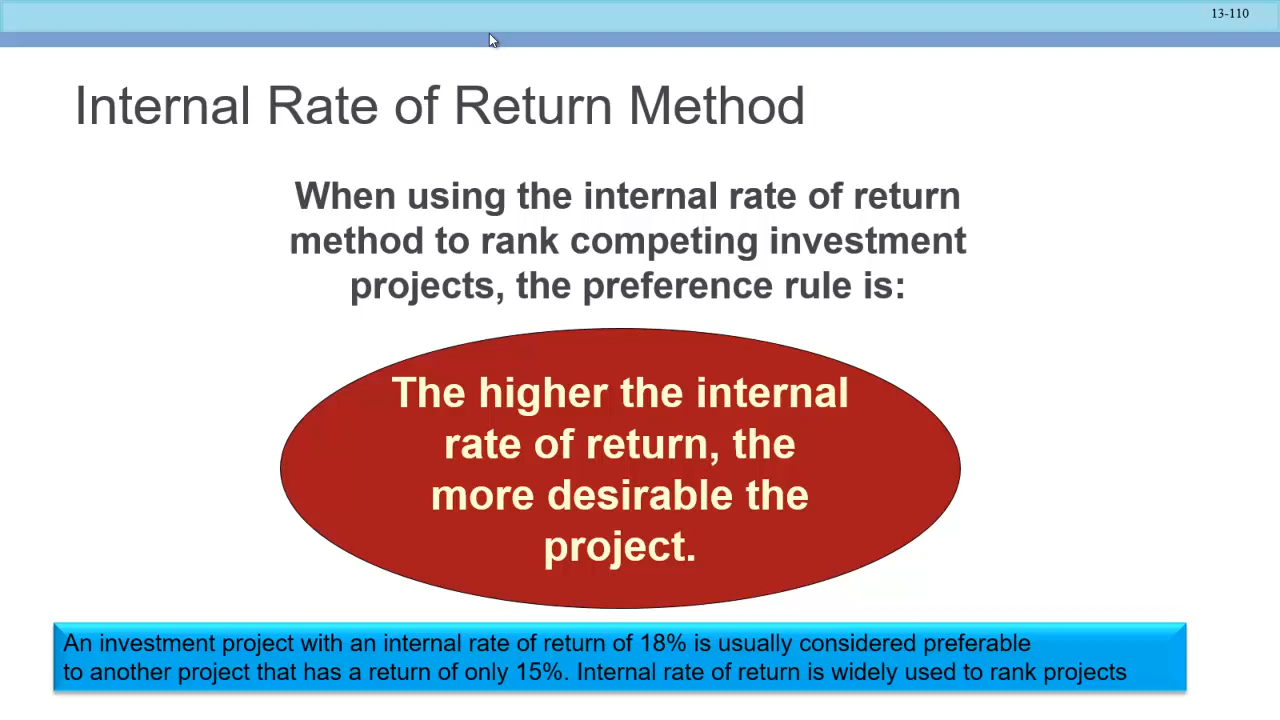 13-110
Internal Rate of Return Method
When using the internal rate of return
method to rank competing investment
projects, the preference rule is:
The higher the internal
rate of return, the
more desirable the
project.
An investment project with an internal rate of return of 18% is usually considered preferable
to another project that has a return of only 15%. Internal rate of return is widely used to rank projects